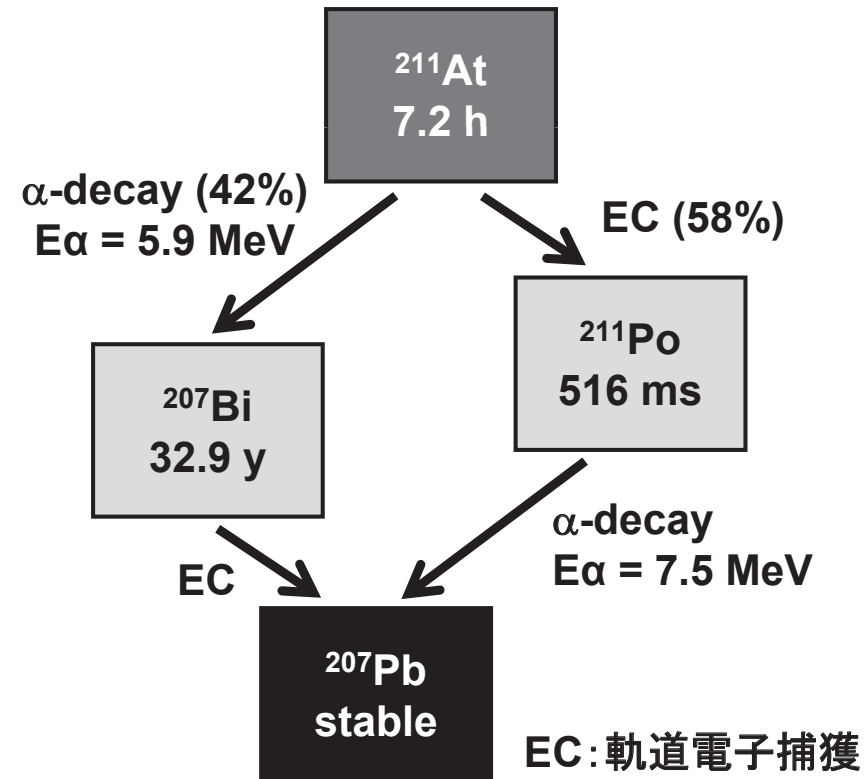 ²¹¹At
7.2 h
α-decay (42%)
Eα = 5.9 MeV
EC (58%)
²¹¹Po
516 ms
²⁰⁷Bi
32.9 y
α-decay
Eα = 7.5 MeV
EC
²⁰⁷Pb
stable
EC：軌道電子捕獲